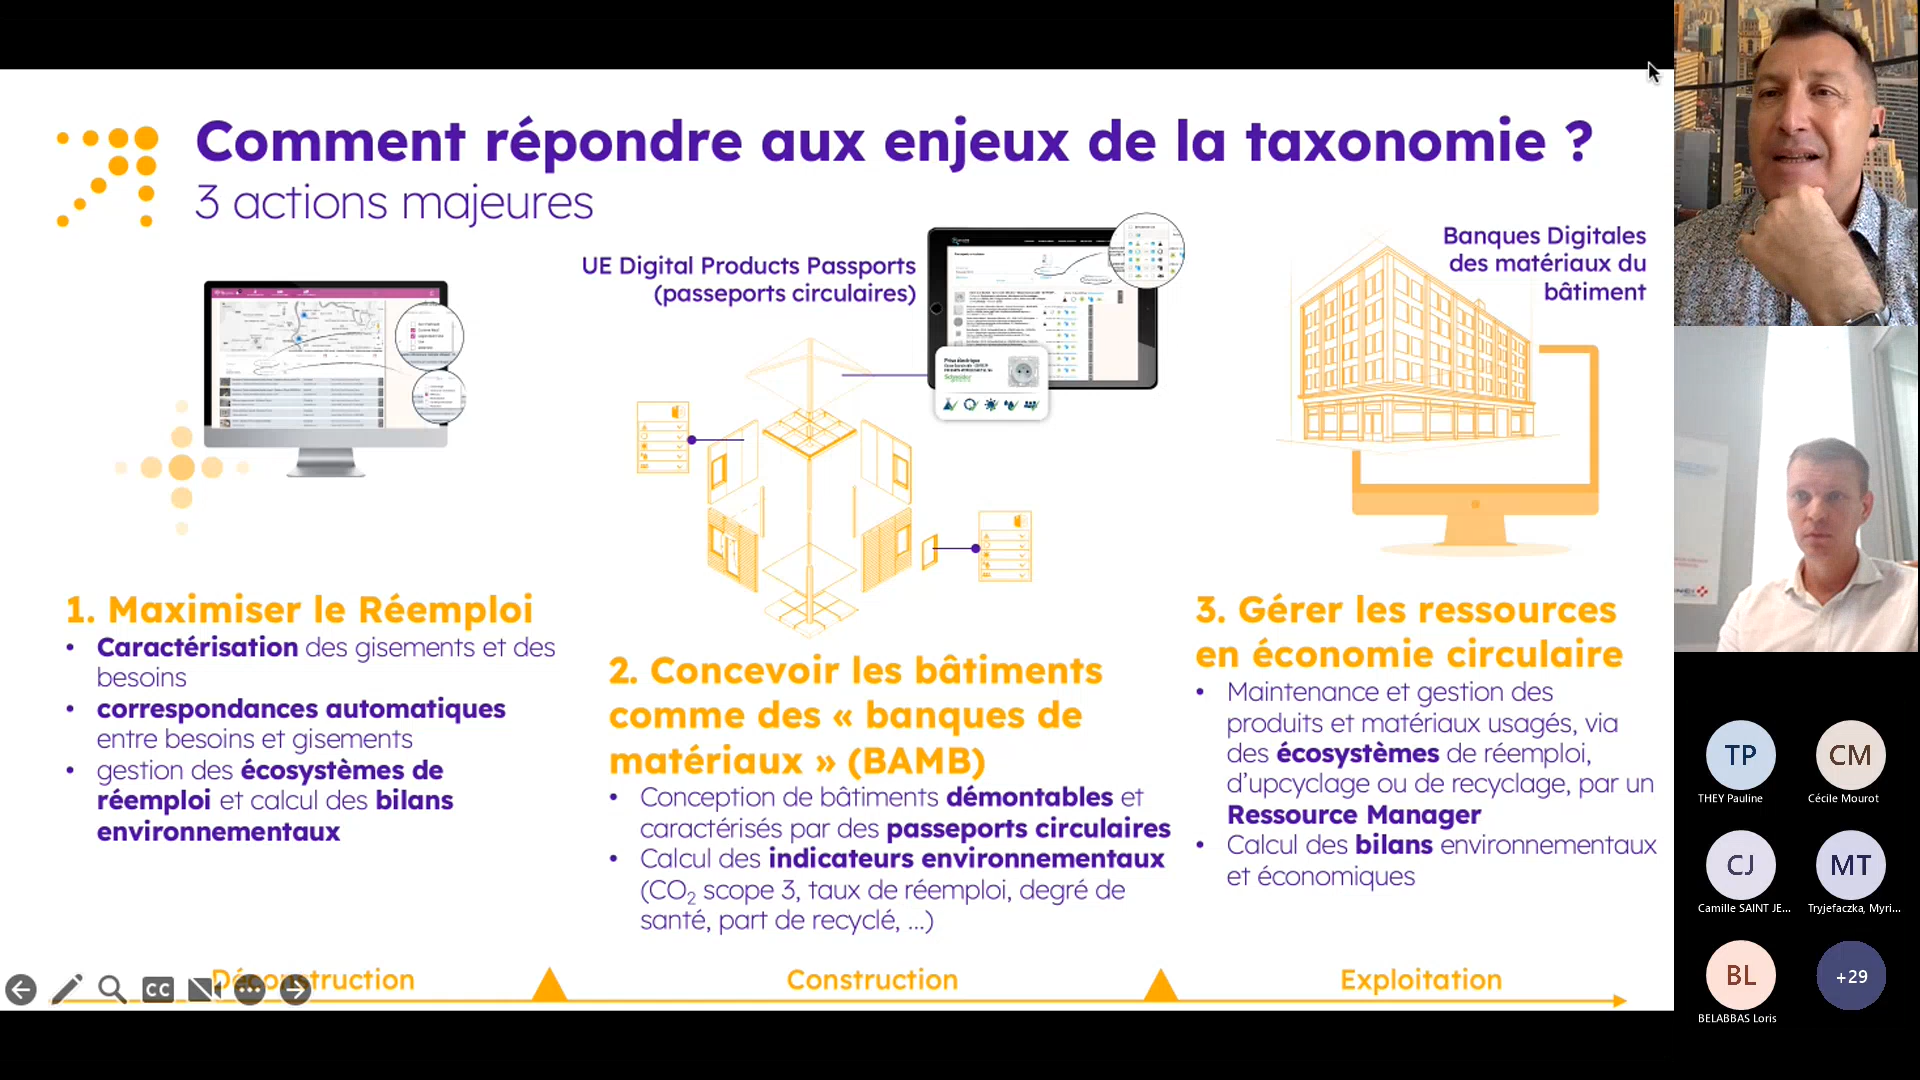 Comment répondre aux enjeux de la taxonomie ?
3 actions majeures
UE Digital Products Passports
(passeports circulaires)
Banques Digitales
des matériaux du
bâtiment
Prise électrique
Schneider
1. Maximiser le Réemploi
• Caractérisation des gisements et des
besoins
• correspondances automatiques
entre besoins et gisements
• gestion des écosystèmes de
réemploi et calcul des bilans
environnementaux
2. Concevoir les bâtiments
comme des « banques de
matériaux » (BAMB)
• Conception de bâtiments démontables et
caractérisés par des passeports circulaires
• Calcul des indicateurs environnementaux
(CO₂ scope 3, taux de réemploi, degré de
santé, part de recyclé, ...)
3. Gérer les ressources
en économie circulaire
• Maintenance et gestion des
produits et matériaux usagés, via
des écosystèmes de réemploi,
d’upcyclage ou de recyclage, par un
Ressource Manager
• Calcul des bilans environnementaux
et économiques
Déconstruction
Construction
Exploitation
CC
TP
THEY Pauline
CM
Cécile Mourot
CJ
Camille SAINT JE...
MT
Tryjefaczka, Myri...
BL
BELABBAS Loris
+29